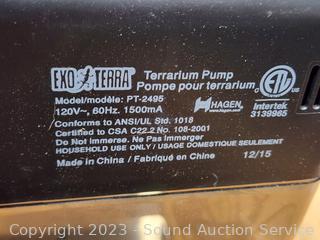 EXO TERRA
Terrarium Pump
Pompe pour terrarium
Model/modèle: PT-2495
120V~, 60Hz. 1500mA
HAGEN
Intertek
3139965
Conforms to ANSI/UL Std. 1018
Certified to CSA C22.2 No. 108-2001
Do Not Immerse. Ne Pas Immerger
HOUSEHOLD USE ONLY / USAGE DOMESTIQUE SEULEMENT
Made in China / Fabriqué en Chine
12/15
Copyright © 2023 - Sound Auction Service